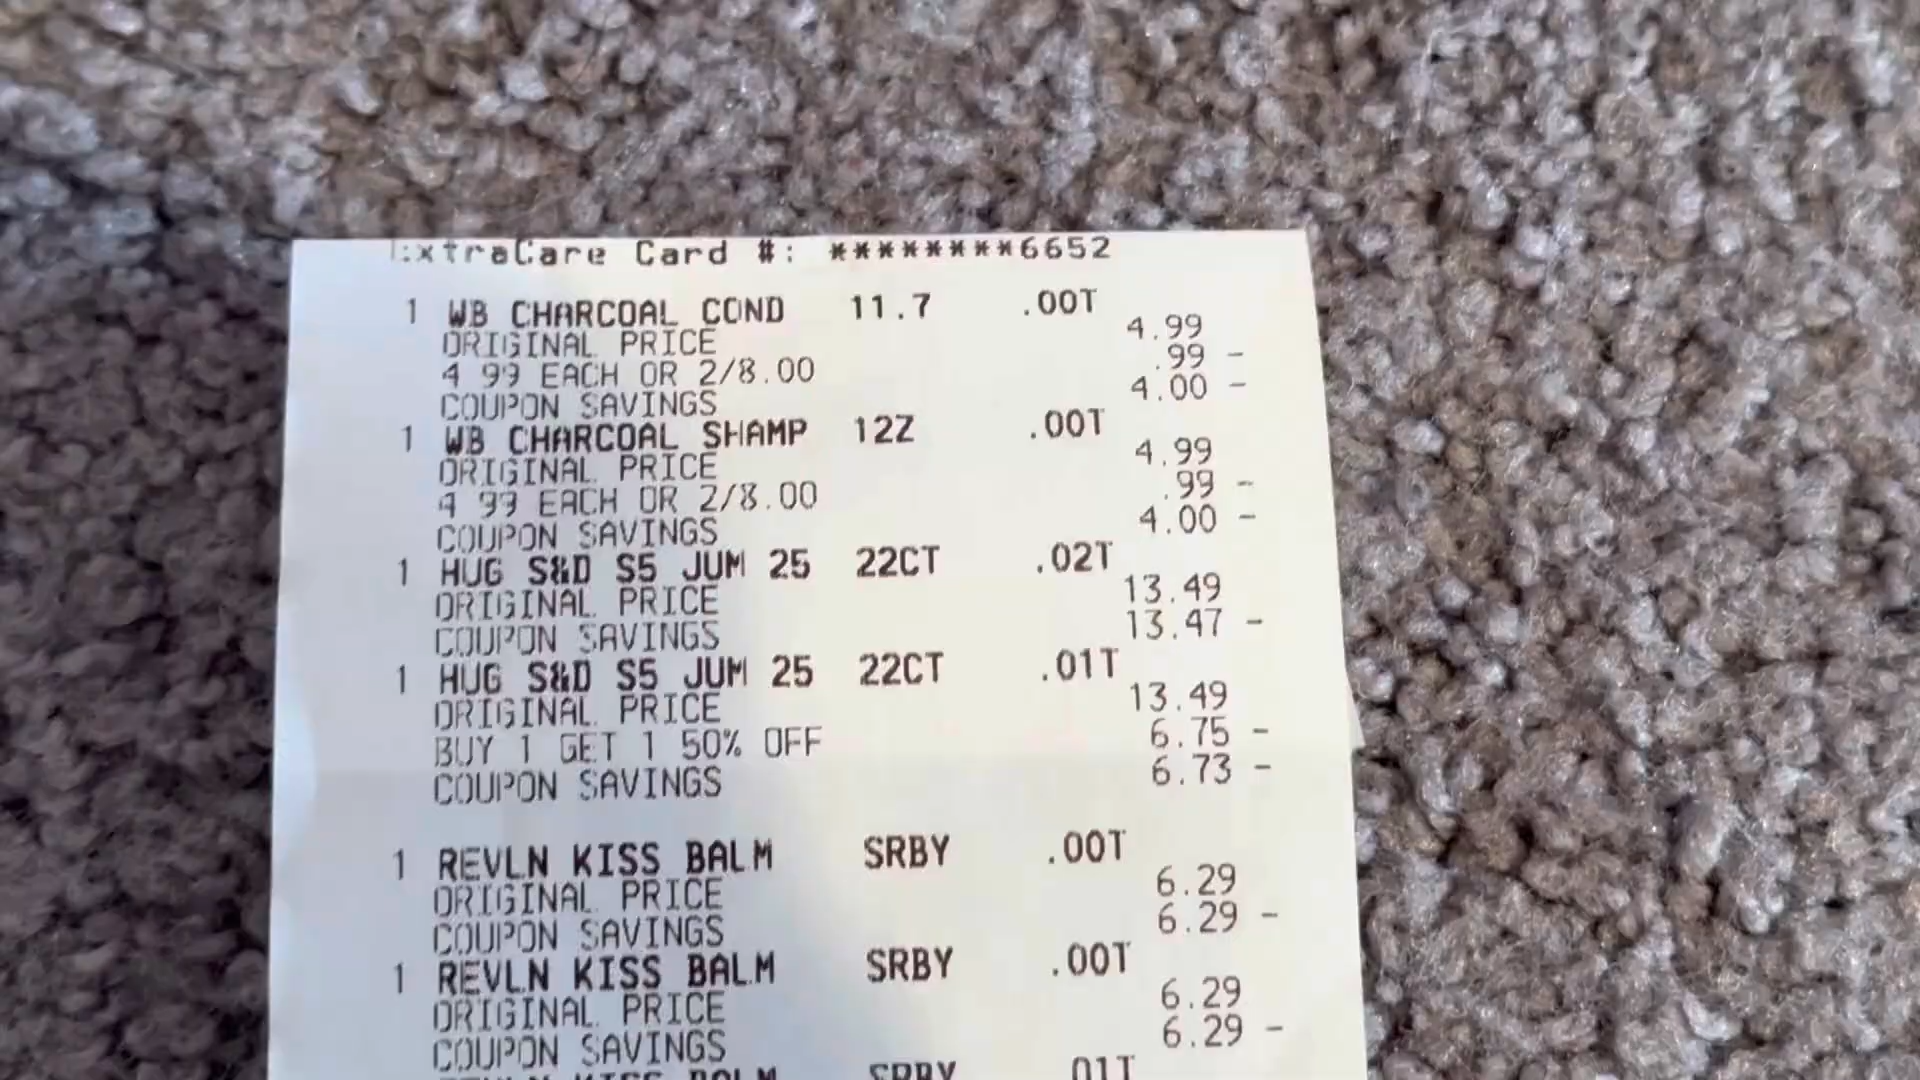 ExtraCare Card #: ********6652
1 WB CHARCOAL COND 11.7 .00T
ORIGINAL PRICE 4.99
4 99 EACH OR 2/8.00 .99 -
COUPON SAVINGS 4.00 -
1 WB CHARCOAL SHAMP 12Z .00T
ORIGINAL PRICE 4.99
4 99 EACH OR 2/8.00 .99 -
COUPON SAVINGS 4.00 -
1 HUG S&D S5 JUM 25 22CT .02T
ORIGINAL PRICE 13.49
COUPON SAVINGS 13.47 -
1 HUG S&D S5 JUM 25 22CT .01T
ORIGINAL PRICE 13.49
BUY 1 GET 1 50% OFF 6.75 -
COUPON SAVINGS 6.73 -
1 REVLN KISS BALM SRBY .00T
ORIGINAL PRICE 6.29
COUPON SAVINGS 6.29 -
1 REVLN KISS BALM SRBY .00T
ORIGINAL PRICE 6.29
COUPON SAVINGS 6.29 -
REVLN KISS BALM SRBY .01T